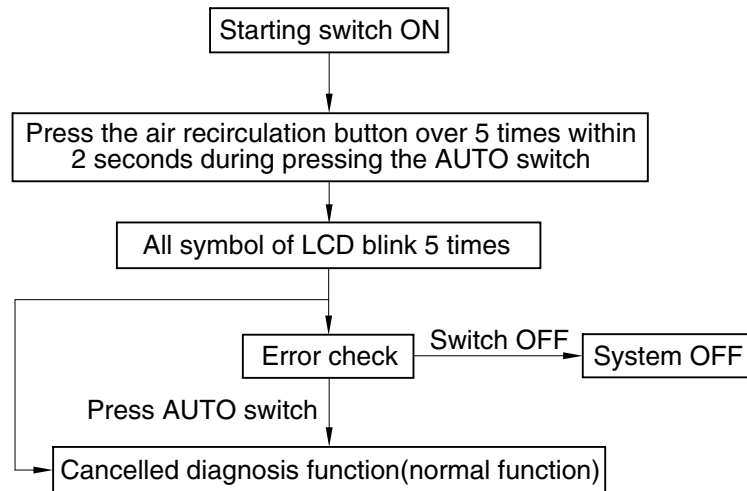 Starting switch ON
Press the air recirculation button over 5 times within
2 seconds during pressing the AUTO switch
All symbol of LCD blink 5 times
Switch OFF
Error check
System OFF
Press AUTO switch
Cancelled diagnosis function(normal function)